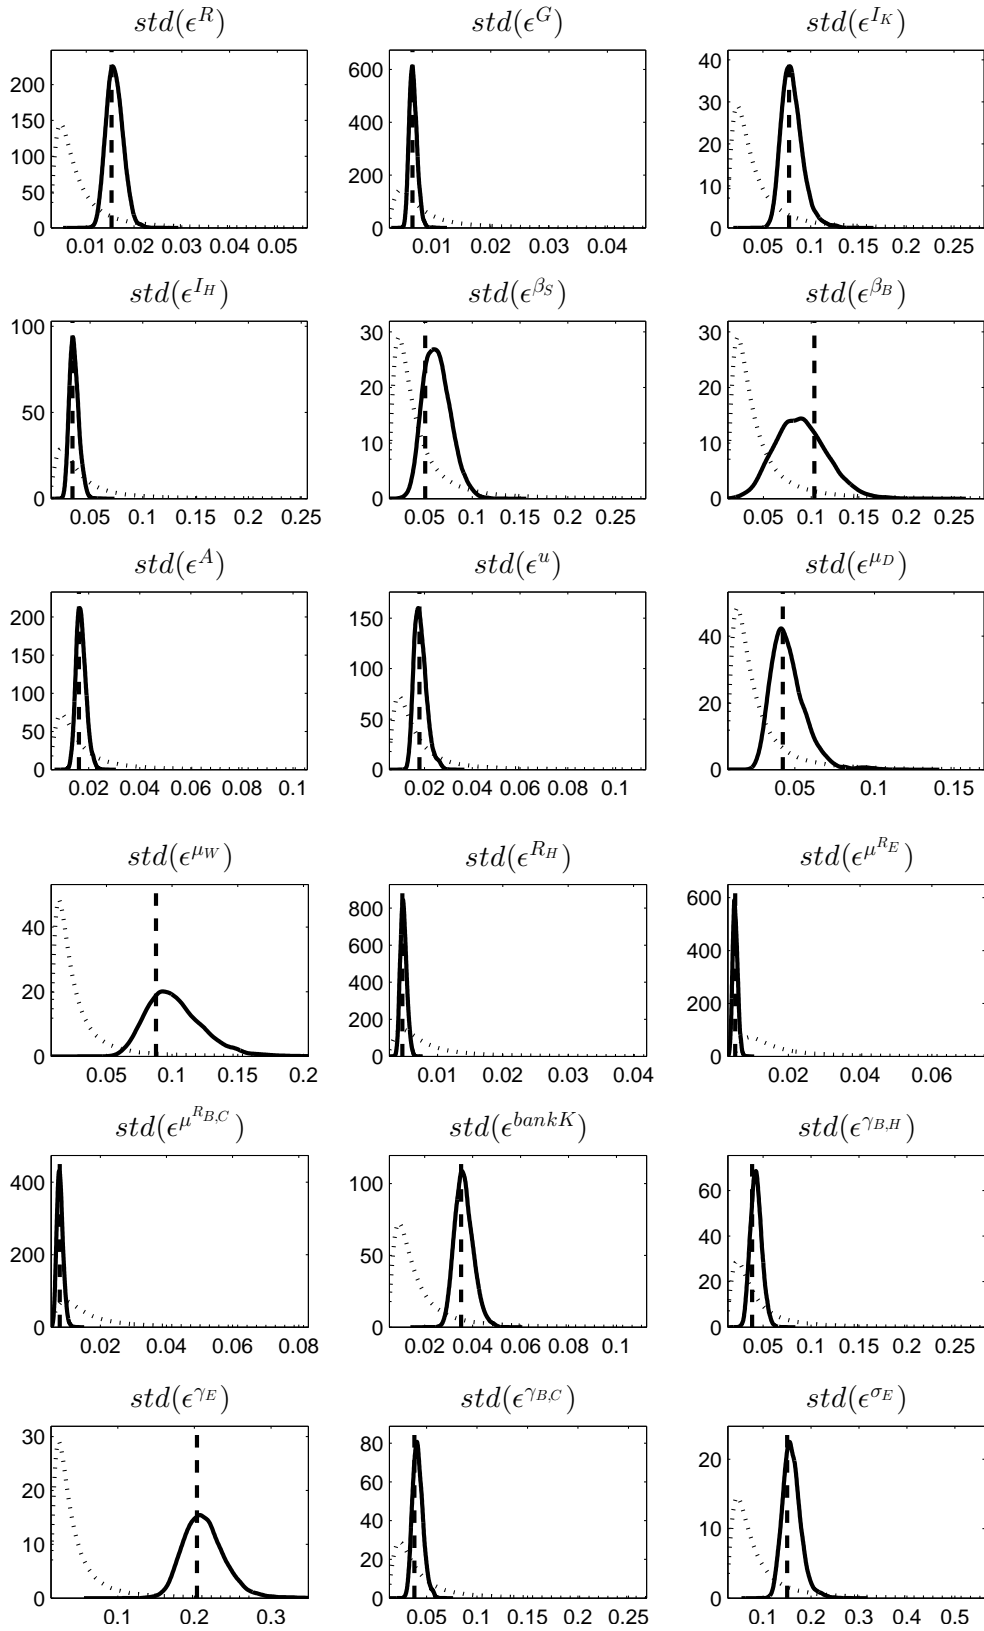 std(ϵ^R) std(ϵ^G) std(ϵ^{I_K})
200 600 40
150 400 30
100 20
50 200 10
0 0 0
0.01 0.02 0.03 0.04 0.05 0.01 0.02 0.03 0.04 0.05 0.1 0.15 0.2 0.25
std(ϵ^{I_H}) std(ϵ^{β_S}) std(ϵ^{β_B})
100 30 30
50 20 20
10 10
0 0 0
0.05 0.1 0.15 0.2 0.25 0.05 0.1 0.15 0.2 0.25 0.05 0.1 0.15 0.2 0.25
std(ϵ^A) std(ϵ^u) std(ϵ^{μ_D})
200 150 40
150 100
100 20
50 50
0 0 0
0.02 0.04 0.06 0.08 0.1 0.02 0.04 0.06 0.08 0.1 0.05 0.1 0.15
std(ϵ^{μ_W}) std(ϵ^{R_H}) std(ϵ^{μ^{R_E}})
40 800 600
600 400
20 400 200
200
0 0 0
0.05 0.1 0.15 0.2 0.01 0.02 0.03 0.04 0.02 0.04 0.06
std(ϵ^{μ^{R_{B,C}}}) std(ϵ^{bankK}) std(ϵ^{γ_{B,H}})
400 100 60
200 50 40
20
0 0 0
0.02 0.04 0.06 0.08 0.02 0.04 0.06 0.08 0.1 0.05 0.1 0.15 0.2 0.25
std(ϵ^{γ_E}) std(ϵ^{γ_{B,C}}) std(ϵ^{σ_E})
30 80 20
20 60
40 10
10 20
0 0 0
0.1 0.2 0.3 0.05 0.1 0.15 0.2 0.25 0.1 0.2 0.3 0.4 0.5